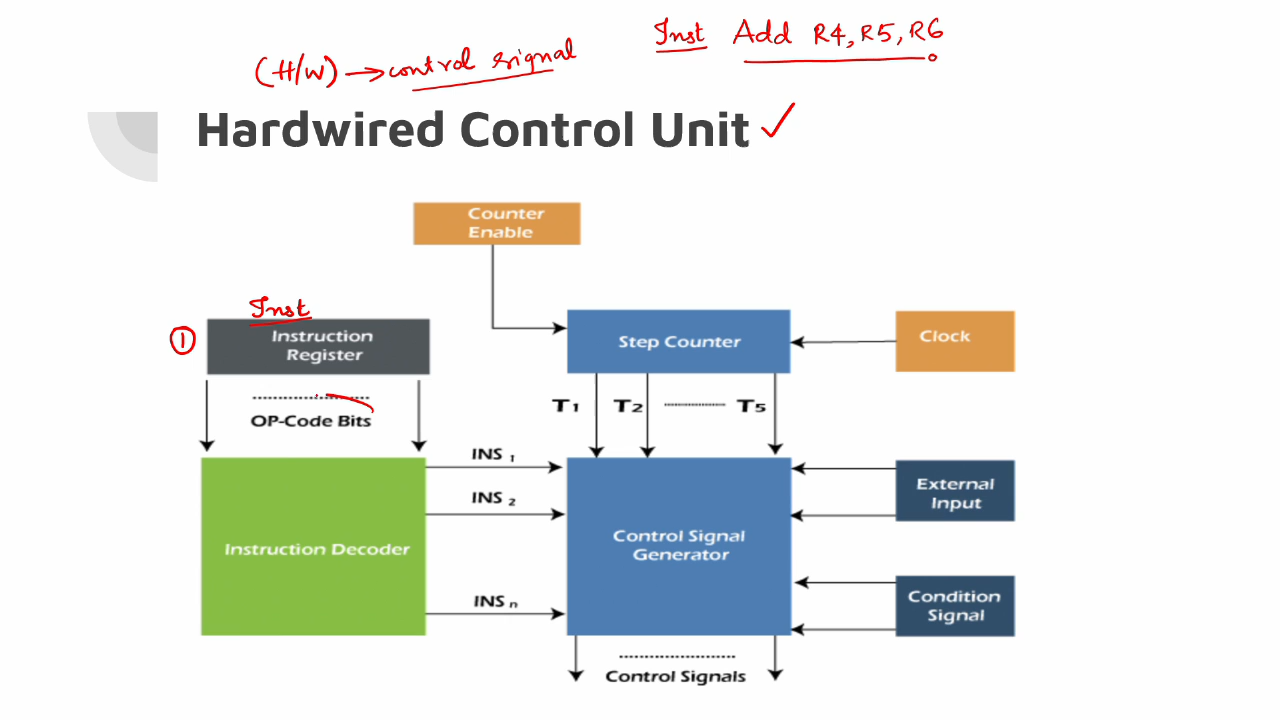 Inst Add R4, R5, R6
(H/W) → control signal
Hardwired Control Unit ✓
Counter
Enable
Inst
① Instruction
Register
Step Counter
Clock
T1 T2 ............ T5
OP-Code Bits
INS 1
INS 2
INS n
Instruction Decoder
Control Signal
Generator
External
Input
Condition
Signal
Control Signals